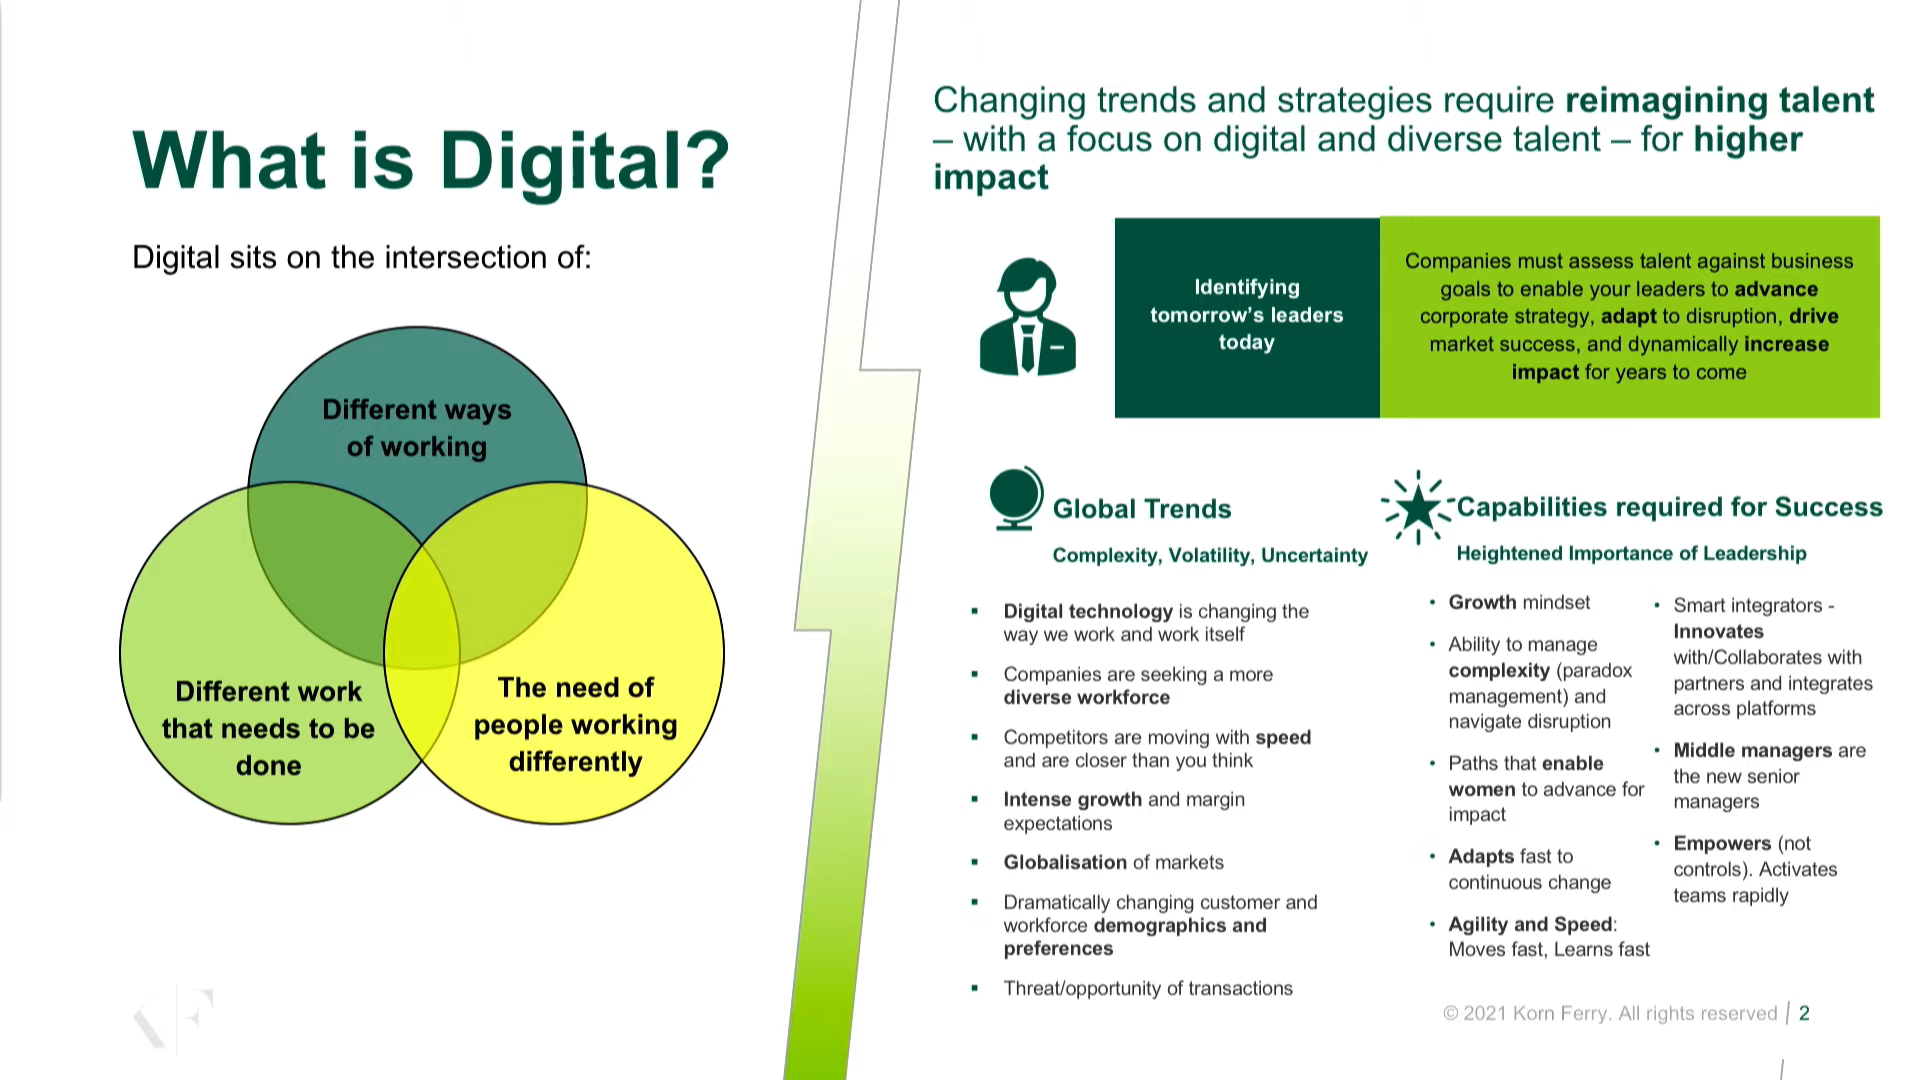 What is Digital?
Digital sits on the intersection of:
Different ways
of working
Different work
that needs to be
done
The need of
people working
differently
Changing trends and strategies require reimagining talent
– with a focus on digital and diverse talent – for higher
impact
Identifying
tomorrow's leaders
today
Companies must assess talent against business
goals to enable your leaders to advance
corporate strategy, adapt to disruption, drive
market success, and dynamically increase
impact for years to come
Global Trends
Complexity, Volatility, Uncertainty
▪ Digital technology is changing the
way we work and work itself
▪ Companies are seeking a more
diverse workforce
▪ Competitors are moving with speed
and are closer than you think
▪ Intense growth and margin
expectations
▪ Globalisation of markets
▪ Dramatically changing customer and
workforce demographics and
preferences
▪ Threat/opportunity of transactions
Capabilities required for Success
Heightened Importance of Leadership
• Growth mindset
• Ability to manage
complexity (paradox
management) and
navigate disruption
• Paths that enable
women to advance for
impact
• Adapts fast to
continuous change
• Agility and Speed:
Moves fast, Learns fast
• Smart integrators -
Innovates
with/Collaborates with
partners and integrates
across platforms
• Middle managers are
the new senior
managers
• Empowers (not
controls). Activates
teams rapidly
KF
© 2021 Korn Ferry. All rights reserved | 2